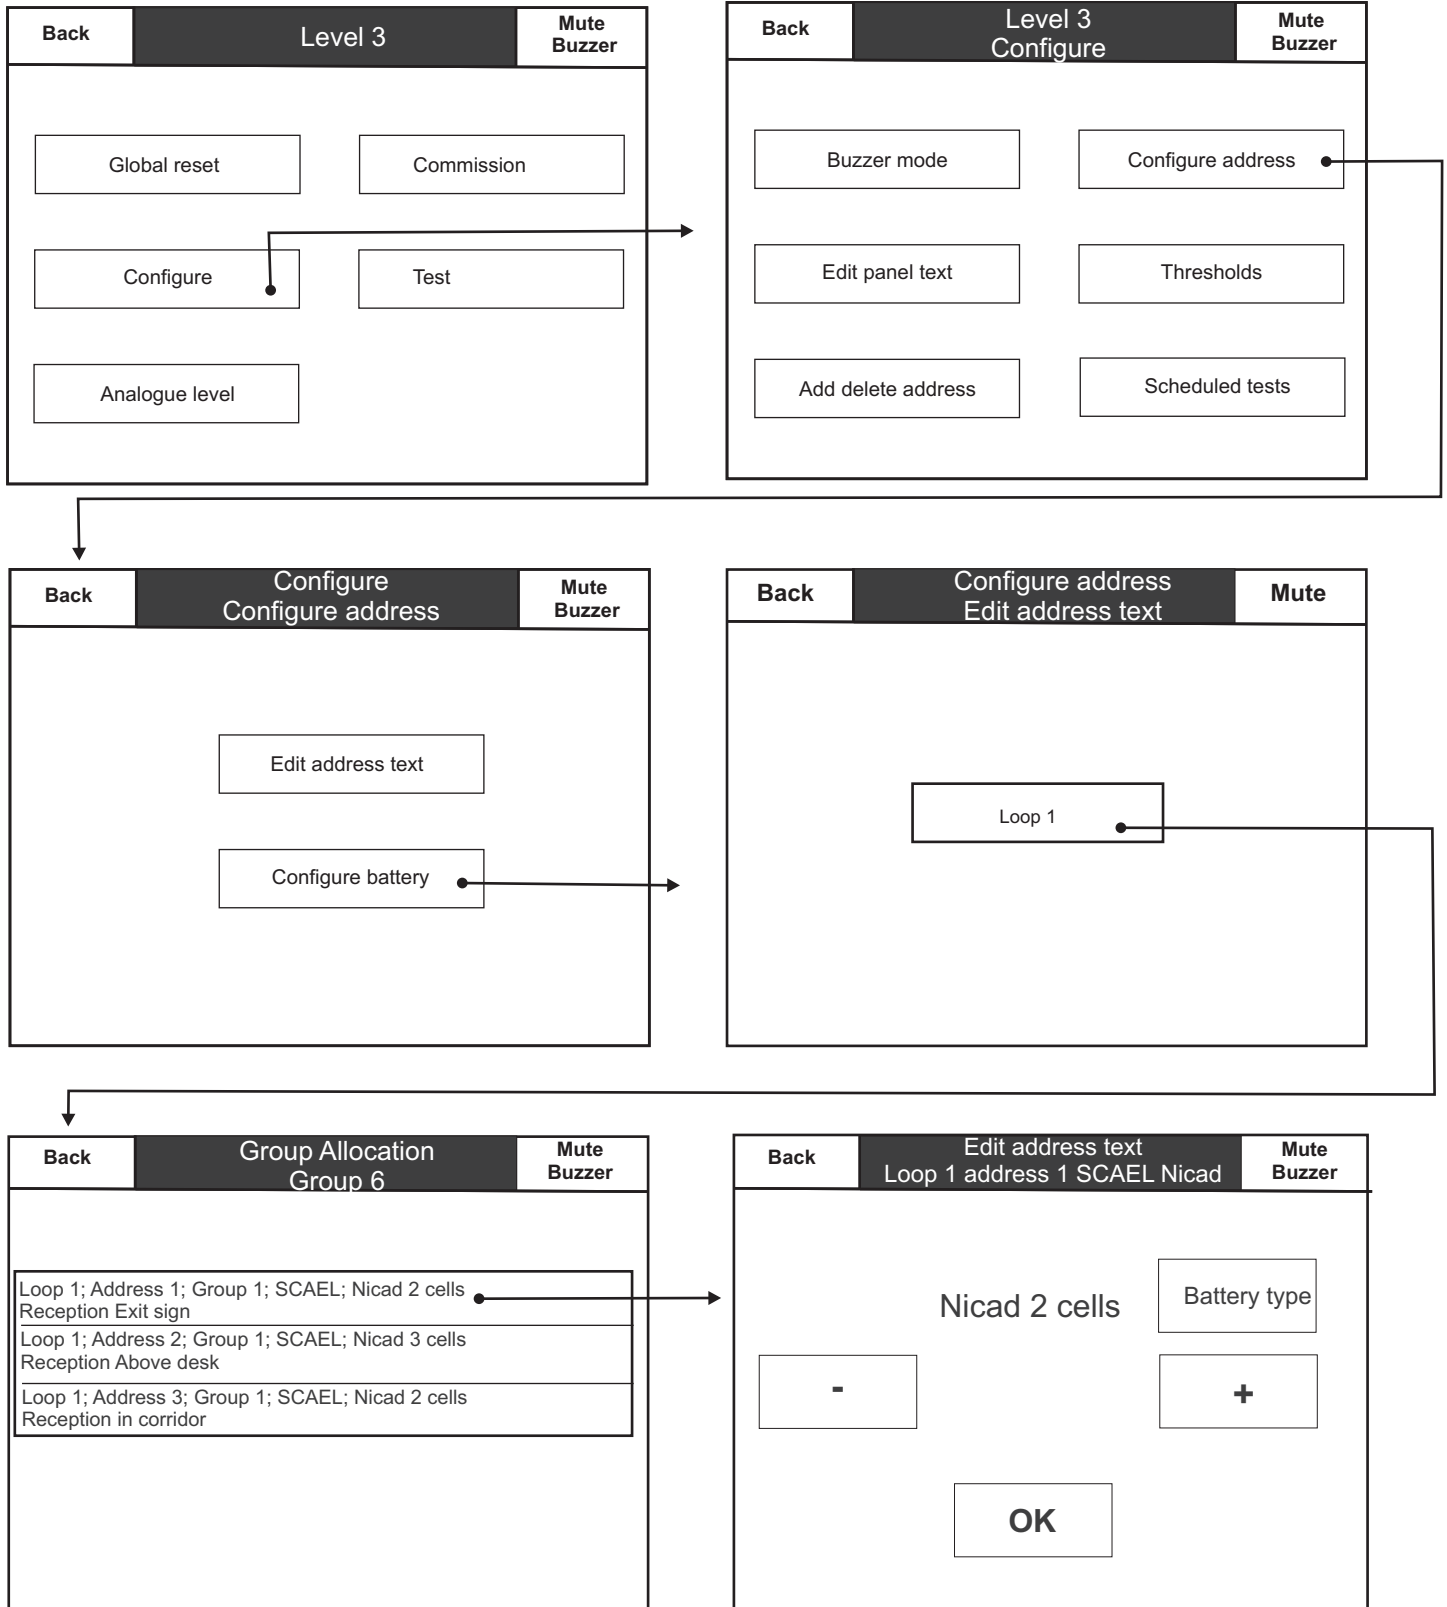 Back
Level 3
Mute
Buzzer
Global reset
Commission
Configure
Test
Analogue level
Back
Level 3
Configure
Mute
Buzzer
Buzzer mode
Configure address
Edit panel text
Thresholds
Add delete address
Scheduled tests
Back
Configure
Configure address
Mute
Buzzer
Edit address text
Configure battery
Back
Configure address
Edit address text
Mute
Loop 1
Back
Group Allocation
Group 6
Mute
Buzzer
Loop 1; Address 1; Group 1; SCAEL; Nicad 2 cells
Reception Exit sign
Loop 1; Address 2; Group 1; SCAEL; Nicad 3 cells
Reception Above desk
Loop 1; Address 3; Group 1; SCAEL; Nicad 2 cells
Reception in corridor
Back
Edit address text
Loop 1 address 1 SCAEL Nicad
Mute
Buzzer
Nicad 2 cells
Battery type
-
+
OK